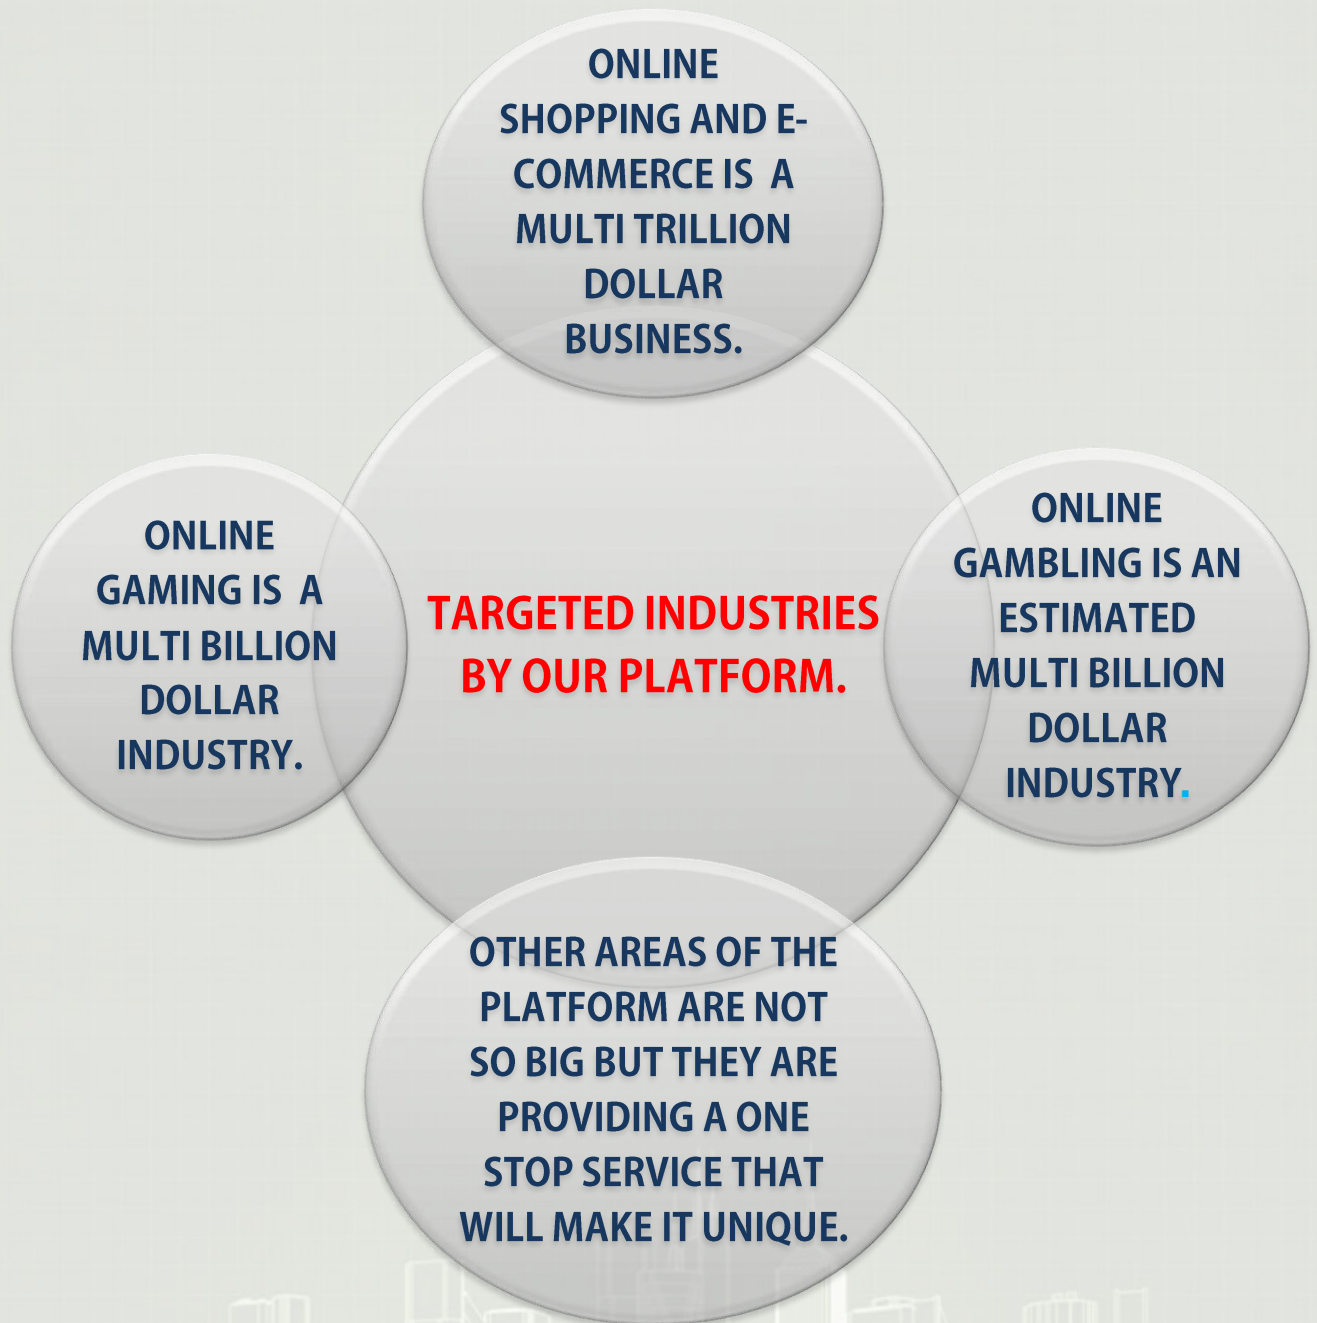 ONLINE
SHOPPING AND E-
COMMERCE IS  A
MULTI TRILLION
DOLLAR
BUSINESS.
ONLINE
GAMING IS  A
MULTI BILLION
DOLLAR
INDUSTRY.
TARGETED INDUSTRIES
BY OUR PLATFORM.
ONLINE
GAMBLING IS AN
ESTIMATED
MULTI BILLION
DOLLAR
INDUSTRY.
OTHER AREAS OF THE
PLATFORM ARE NOT
SO BIG BUT THEY ARE
PROVIDING A ONE
STOP SERVICE THAT
WILL MAKE IT UNIQUE.